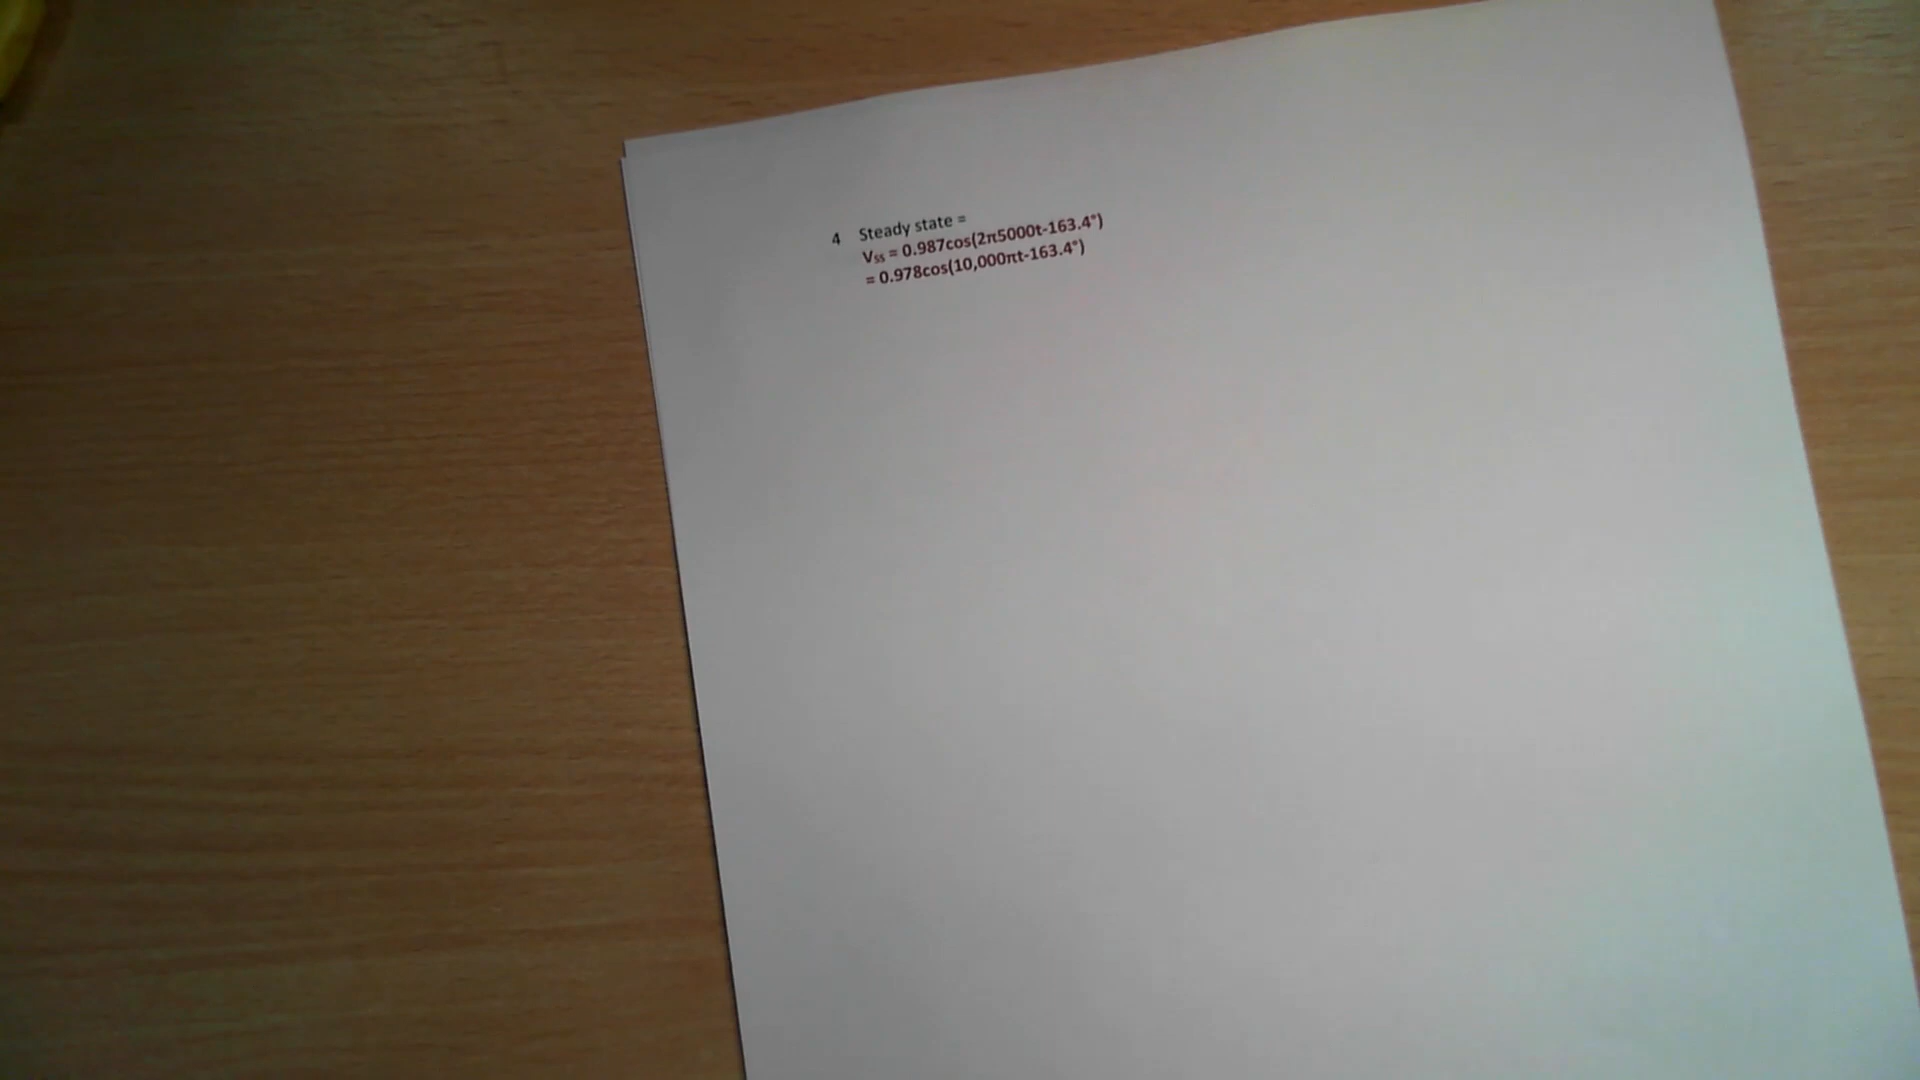 4 Steady state =
Vss = 0.987cos(2π5000t-163.4°)
= 0.978cos(10,000πt-163.4°)